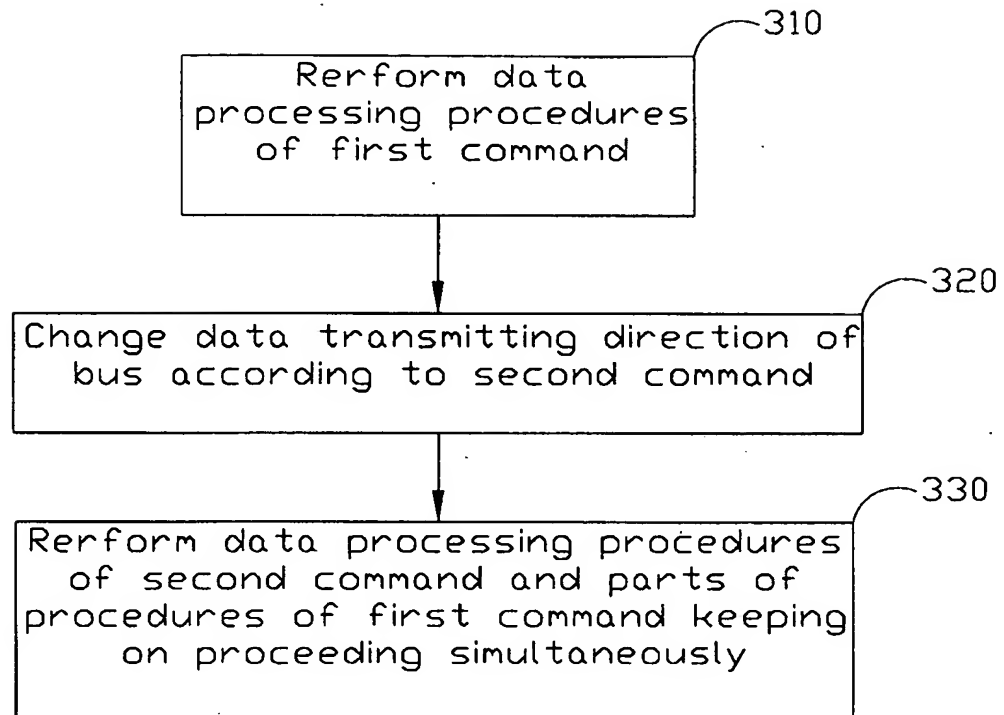 310
Rerform data
processing procedures
of first command
320
Change data transmitting direction of
bus according to second command
330
Rerform data processing procedures
of second command and parts of
procedures of first command keeping
on proceeding simultaneously